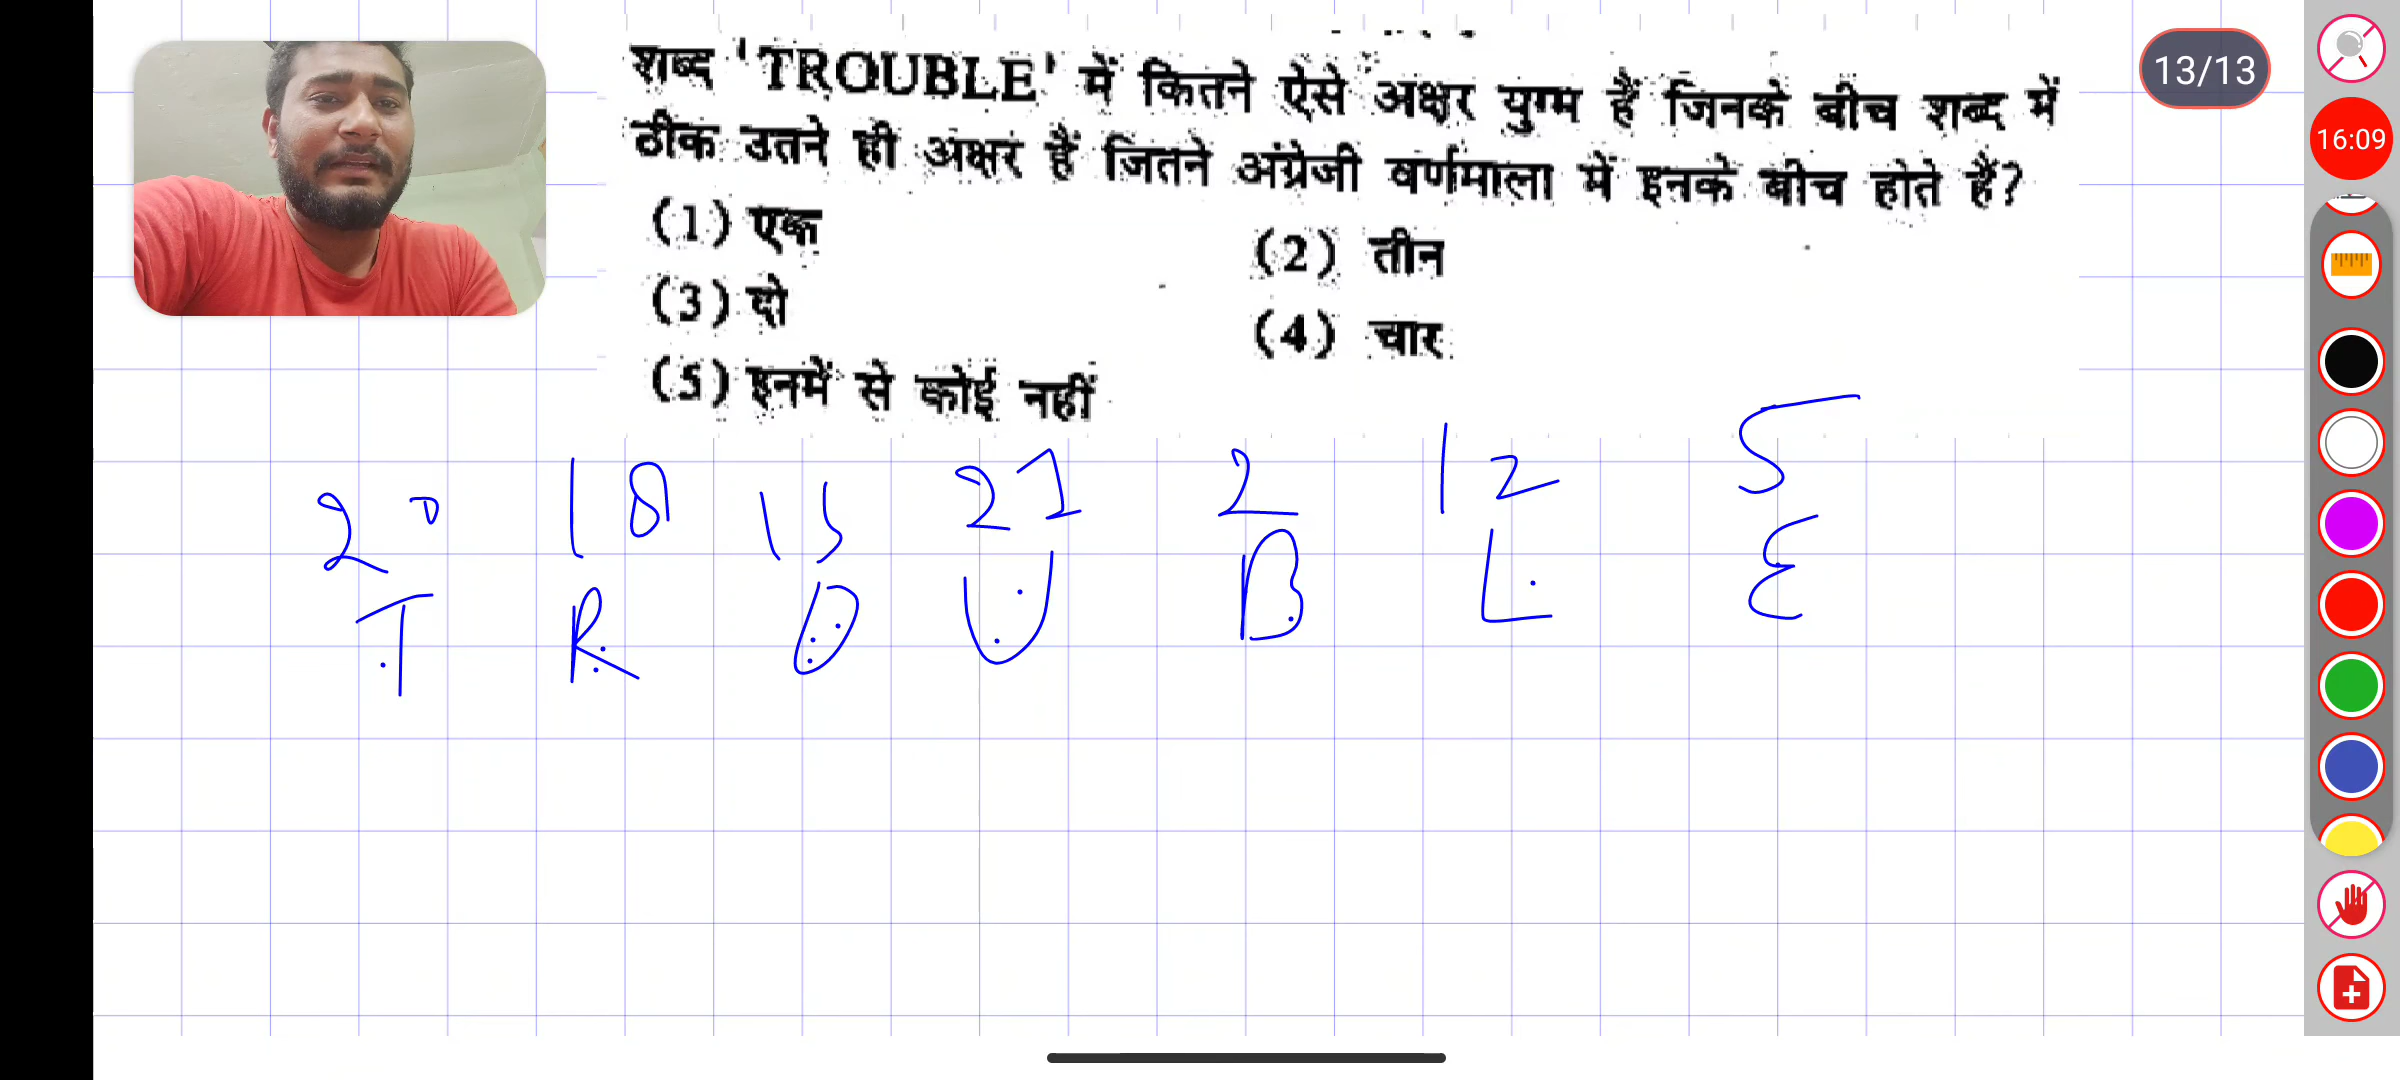 शब्द 'TROUBLE' में कितने ऐसे अक्षर युग्म हैं जिनके बीच शब्द में
ठीक उतने ही अक्षर हैं जितने अंग्रेजी वर्णमाला में इनके बीच होते हैं?
(1) एक
(2) तीन
(3) दो
(4) चार
(5) इनमें से कोई नहीं
13/13
16:09
20 18 15 21 2 12 5
T R O U B L E